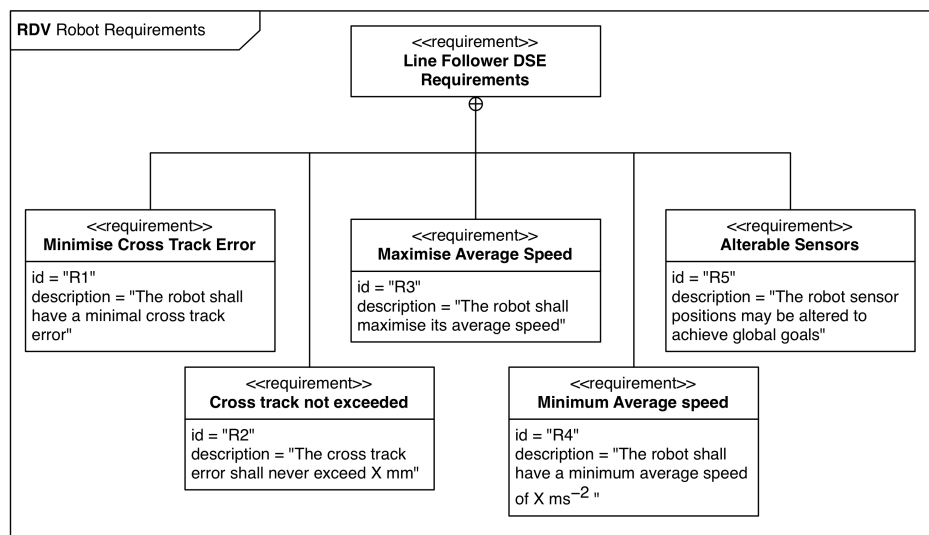 RDV Robot Requirements
<<requirement>>
Line Follower DSE
Requirements
<<requirement>>
Minimise Cross Track Error
id = "R1"
description = "The robot shall
have a minimal cross track
error"
<<requirement>>
Maximise Average Speed
id = "R3"
description = "The robot shall
maximise its average speed"
<<requirement>>
Alterable Sensors
id = "R5"
description = "The robot sensor
positions may be altered to
achieve global goals"
<<requirement>>
Cross track not exceeded
id = "R2"
description = "The cross track
error shall never exceed X mm"
<<requirement>>
Minimum Average speed
id = "R4"
description = "The robot shall
have a minimum average speed
of X ms⁻² "